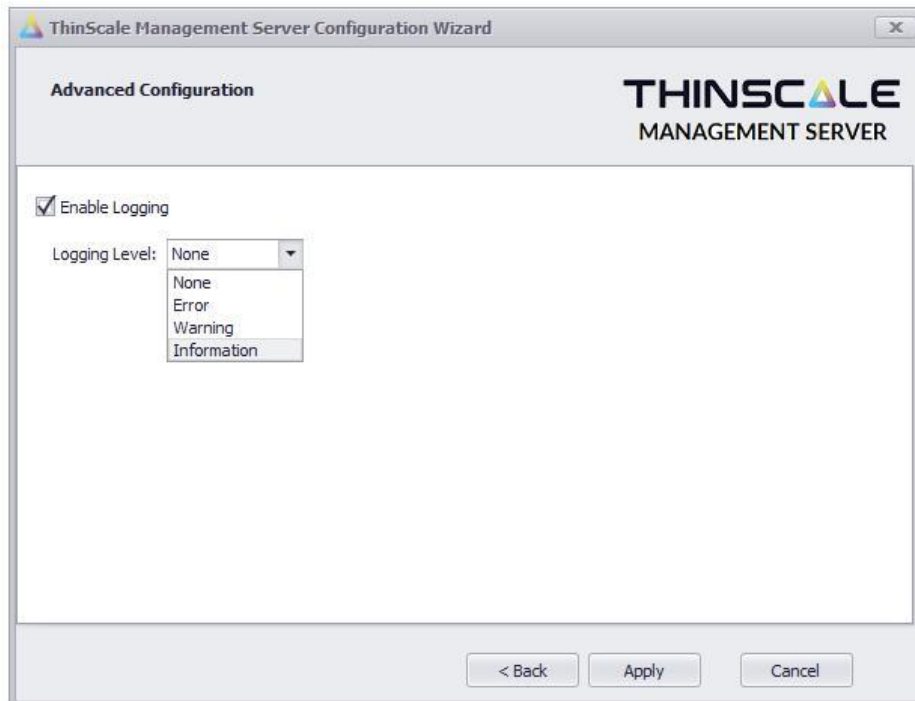 ThinScale Management Server Configuration Wizard
Advanced Configuration
THINSCALE
MANAGEMENT SERVER
Enable Logging
Logging Level: None
None
Error
Warning
Information
< Back Apply Cancel